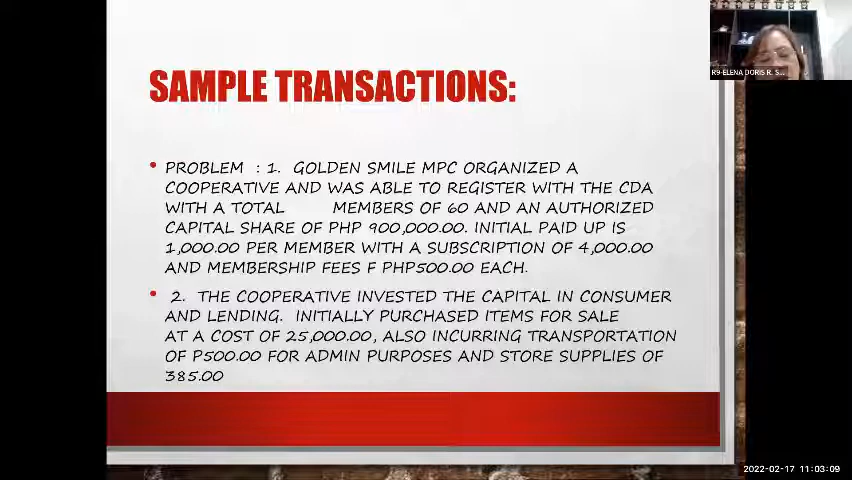 R9-ELENA DORIS R. S...
SAMPLE TRANSACTIONS:
• PROBLEM : 1. GOLDEN SMILE MPC ORGANIZED A
COOPERATIVE AND WAS ABLE TO REGISTER WITH THE CDA
WITH A TOTAL MEMBERS OF 60 AND AN AUTHORIZED
CAPITAL SHARE OF PHP 900,000.00. INITIAL PAID UP IS
1,000.00 PER MEMBER WITH A SUBSCRIPTION OF 4,000.00
AND MEMBERSHIP FEES F PHP500.00 EACH.
• 2. THE COOPERATIVE INVESTED THE CAPITAL IN CONSUMER
AND LENDING. INITIALLY PURCHASED ITEMS FOR SALE
AT A COST OF 25,000.00, ALSO INCURRING TRANSPORTATION
OF P500.00 FOR ADMIN PURPOSES AND STORE SUPPLIES OF
385.00
2022-02-17 11:03:09